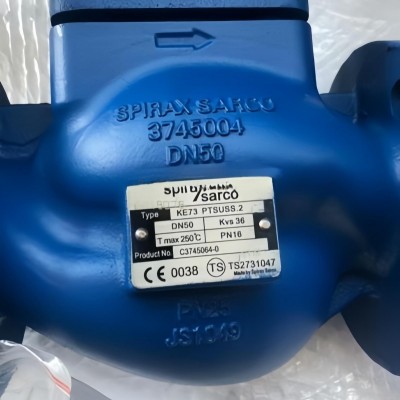 SPIRAX SARCO
3745004
DN50
spirax
sarco
Type KE73 PTSUSS.2
DN50 Kvs 36
T max 250℃ PN16
Product No. C3745064-0
CE 0038 TS TS2731047
Made by Spirax Sarco
PN25
JS1049